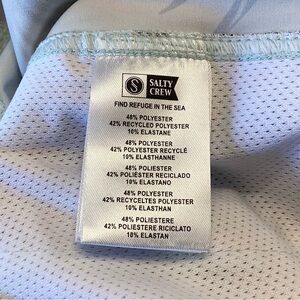 S
SALTY
CREW
FIND REFUGE IN THE SEA
48% POLYESTER
42% RECYCLED POLYESTER
10% ELASTANE
48% POLYESTER
42% POLYESTER RECYCLÉ
10% ELASTHANNE
48% POLIÉSTER
42% POLIÉSTER RECICLADO
10% ELASTANO
48% POLYESTER
42% RECYCELTES POLYESTER
10% ELASTHAN
48% POLIESTERE
42% POLIESTERE RICICLATO
10% ELASTAN